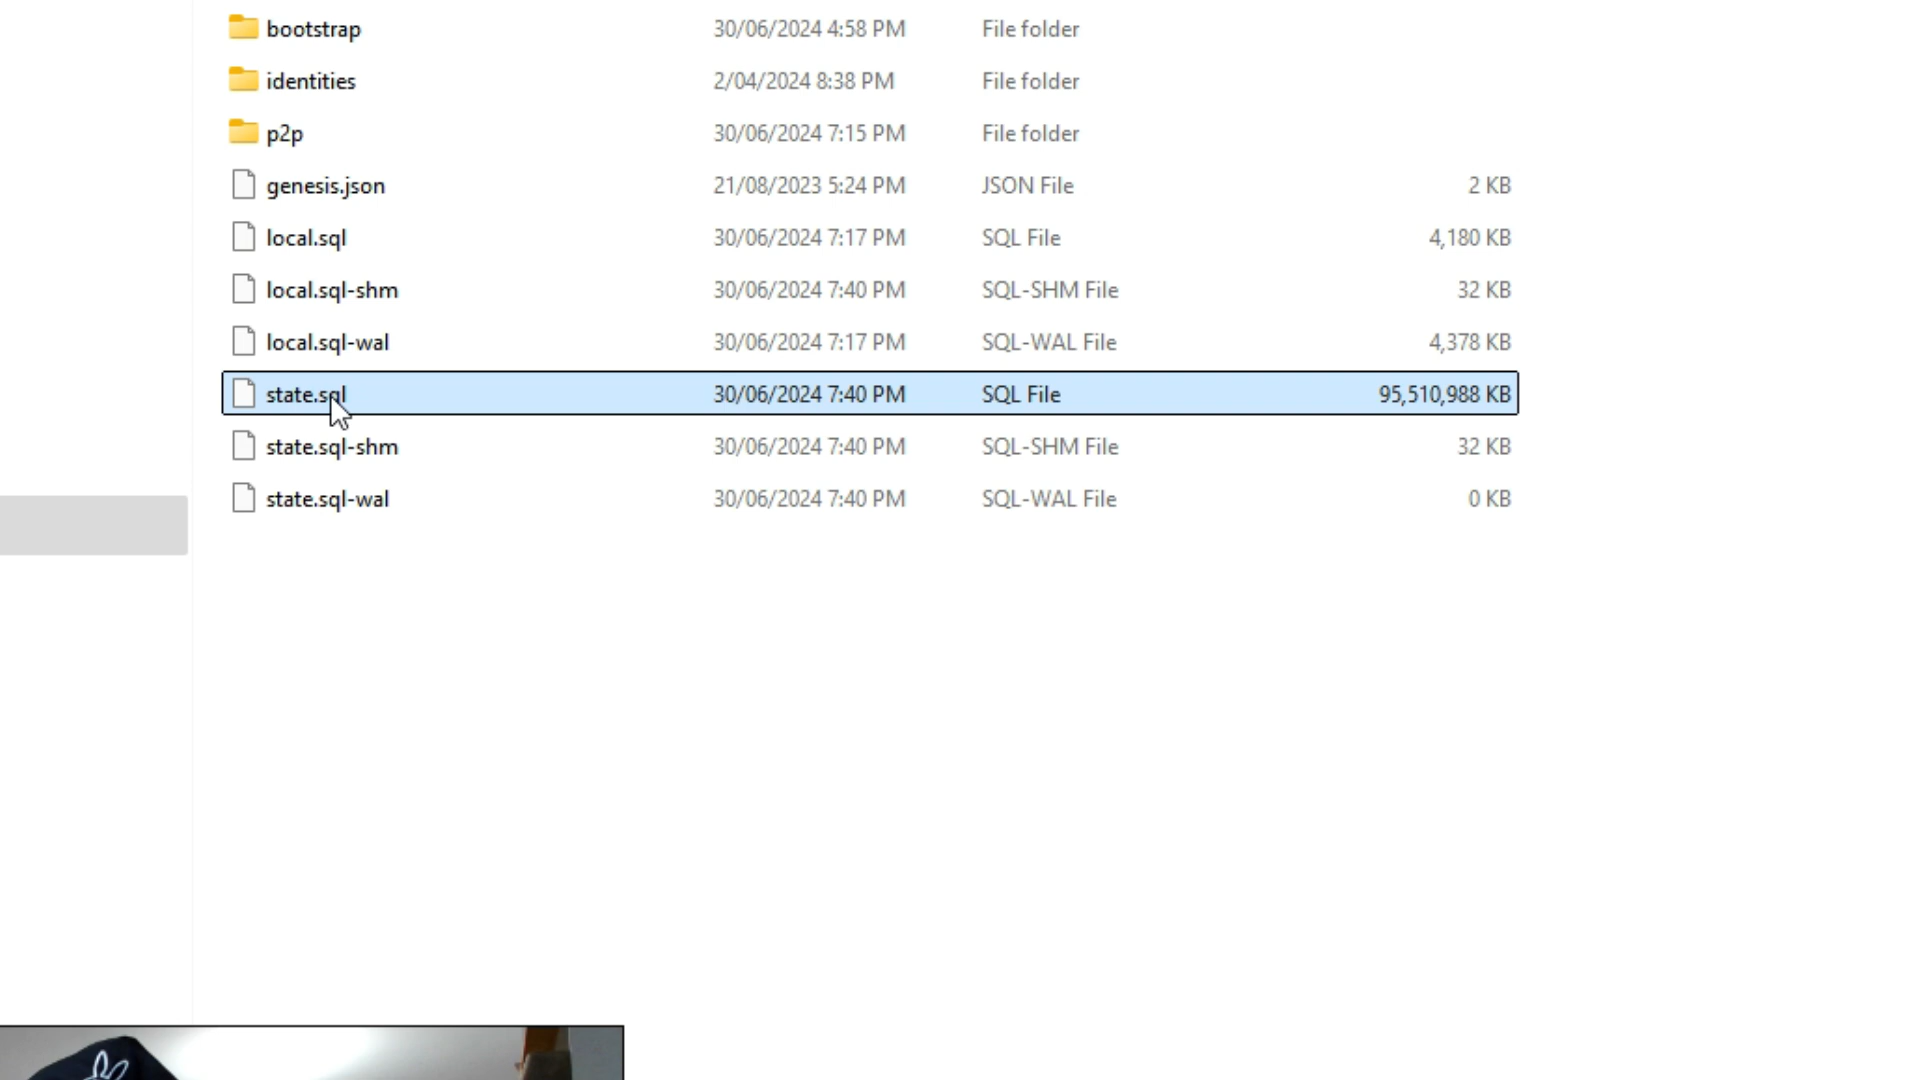 bootstrap 30/06/2024 4:58 PM File folder
identities 2/04/2024 8:38 PM File folder
p2p 30/06/2024 7:15 PM File folder
genesis.json 21/08/2023 5:24 PM JSON File 2 KB
local.sql 30/06/2024 7:17 PM SQL File 4,180 KB
local.sql-shm 30/06/2024 7:40 PM SQL-SHM File 32 KB
local.sql-wal 30/06/2024 7:17 PM SQL-WAL File 4,378 KB
state.sql 30/06/2024 7:40 PM SQL File 95,510,988 KB
state.sql-shm 30/06/2024 7:40 PM SQL-SHM File 32 KB
state.sql-wal 30/06/2024 7:40 PM SQL-WAL File 0 KB